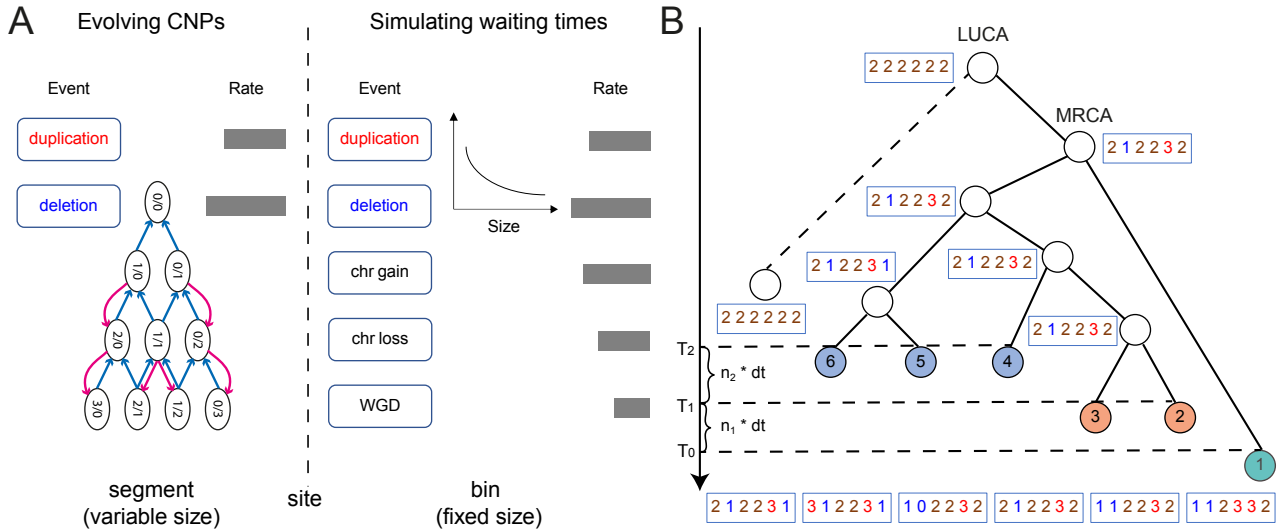 A
Evolving CNPs
Simulating waiting times
Event
Rate
Event
Rate
duplication
deletion
0/0
1/0
0/1
2/0
1/1
0/2
3/0
2/1
1/2
0/3
duplication
deletion
Size
chr gain
chr loss
WGD
segment
(variable size)
site
bin
(fixed size)
B
LUCA
2 2 2 2 2 2
MRCA
2 1 2 2 3 2
2 1 2 2 3 2
2 1 2 2 3 1
2 1 2 2 3 2
2 2 2 2 2 2
2 1 2 2 3 2
T₂
6
5
4
n₂ * dt
T₁
3
2
n₁ * dt
T₀
1
2 1 2 2 3 1
3 1 2 2 3 1
1 0 2 2 3 2
2 1 2 2 3 2
1 1 2 2 3 2
1 1 2 3 3 2